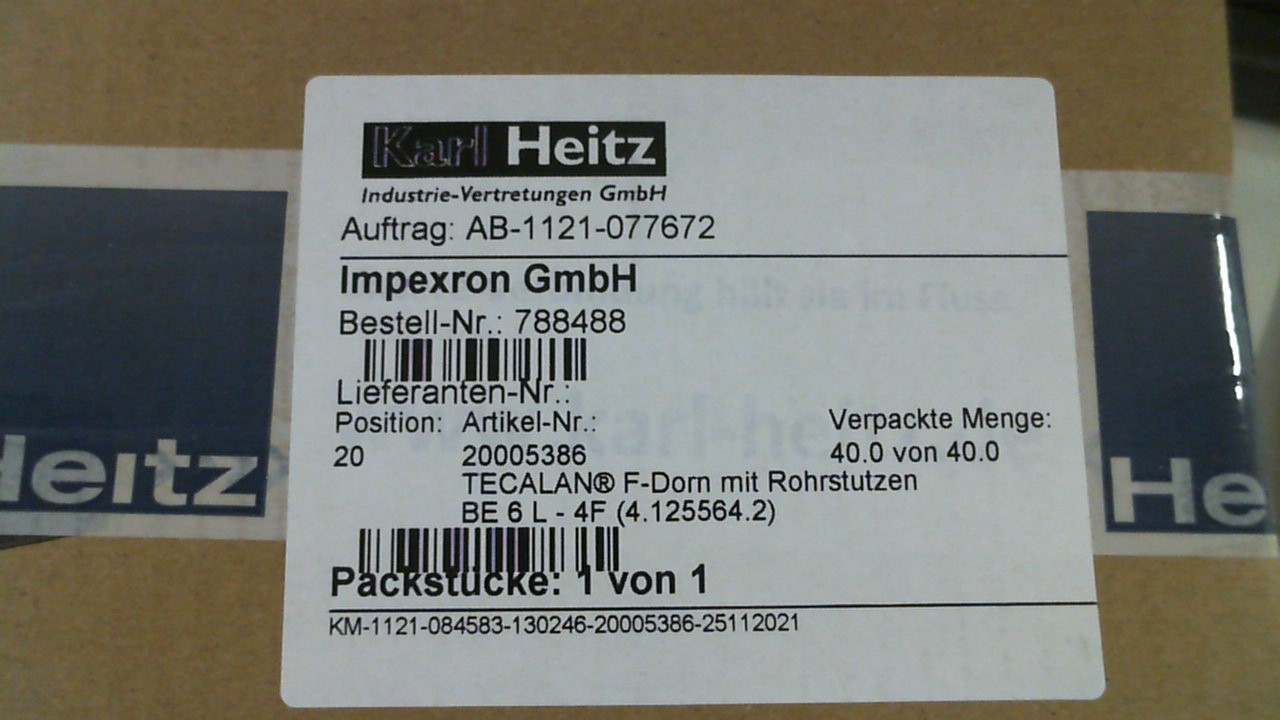 Karl Heitz
Industrie-Vertretungen GmbH
Auftrag: AB-1121-077672
Impexron GmbH
Bestell-Nr.: 788488
Lieferanten-Nr.:
Position: Artikel-Nr.: Verpackte Menge:
20 20005386 40.0 von 40.0
TECALAN® F-Dorn mit Rohrstutzen
BE 6 L - 4F (4.125564.2)
Packstücke: 1 von 1
KM-1121-084583-130246-20005386-25112021
Heitz
He